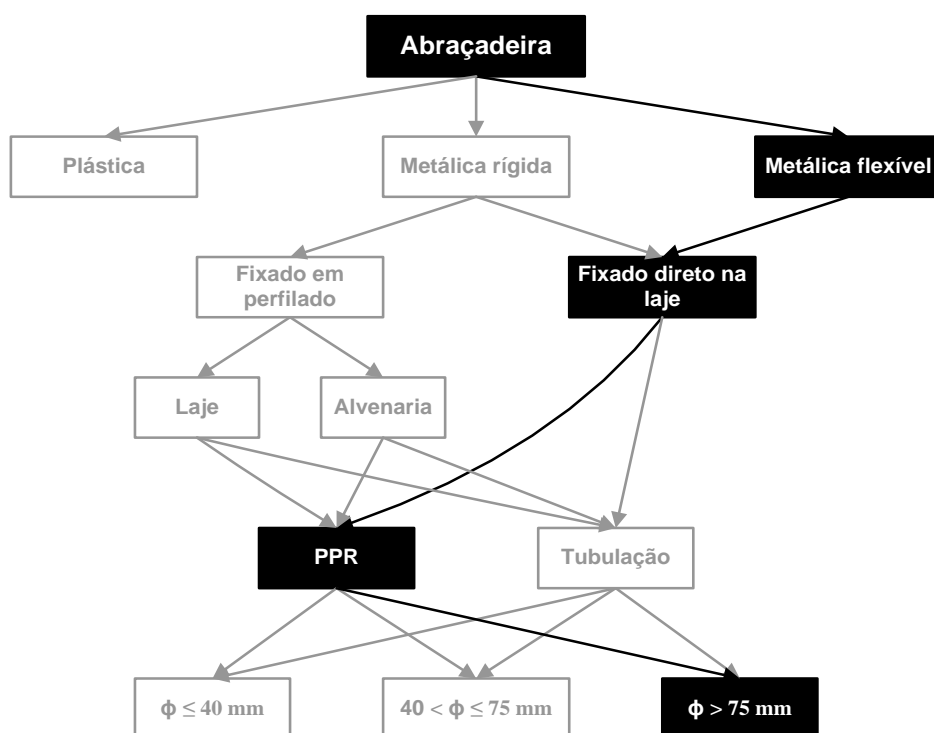 Abraçadeira
Plástica
Metálica rígida
Metálica flexível
Fixado em
perfilado
Fixado direto na
laje
Laje
Alvenaria
PPR
Tubulação
ϕ ≤ 40 mm
40 < ϕ ≤ 75 mm
ϕ > 75 mm